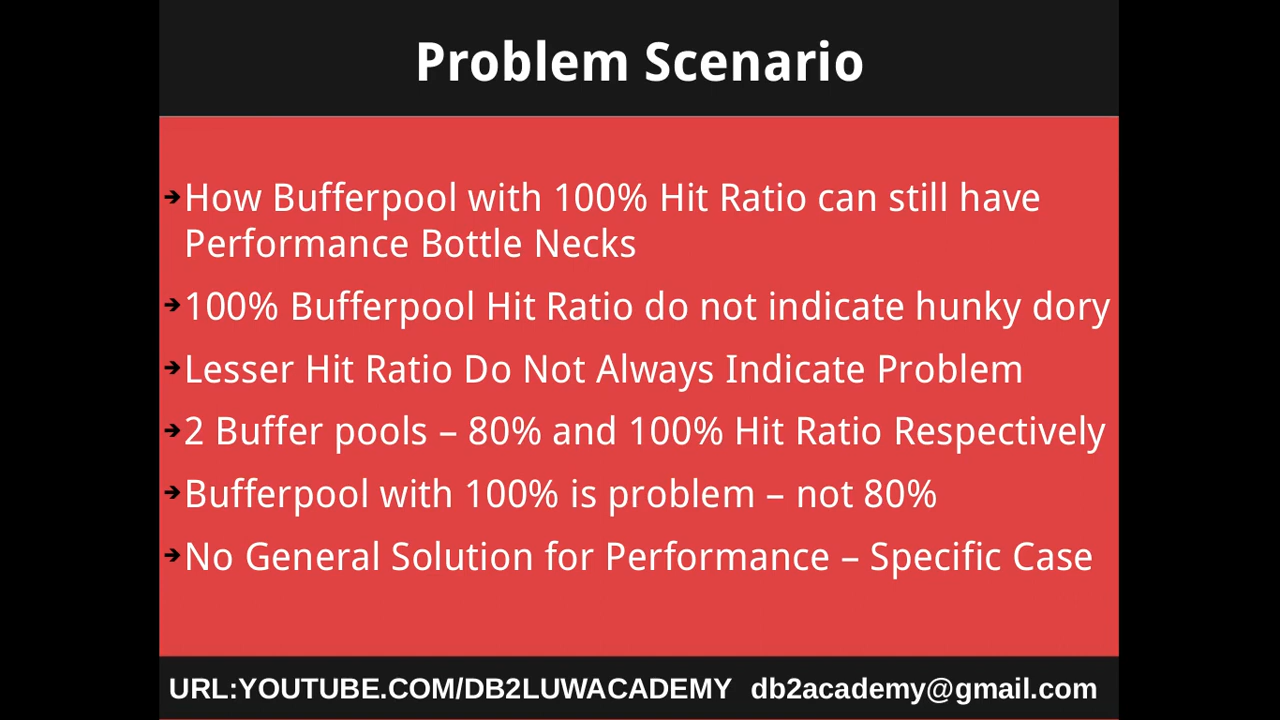 Problem Scenario
➔How Bufferpool with 100% Hit Ratio can still have
Performance Bottle Necks
➔100% Bufferpool Hit Ratio do not indicate hunky dory
➔Lesser Hit Ratio Do Not Always Indicate Problem
➔2 Buffer pools – 80% and 100% Hit Ratio Respectively
➔Bufferpool with 100% is problem – not 80%
➔No General Solution for Performance – Specific Case
URL:YOUTUBE.COM/DB2LUWACADEMY db2academy@gmail.com